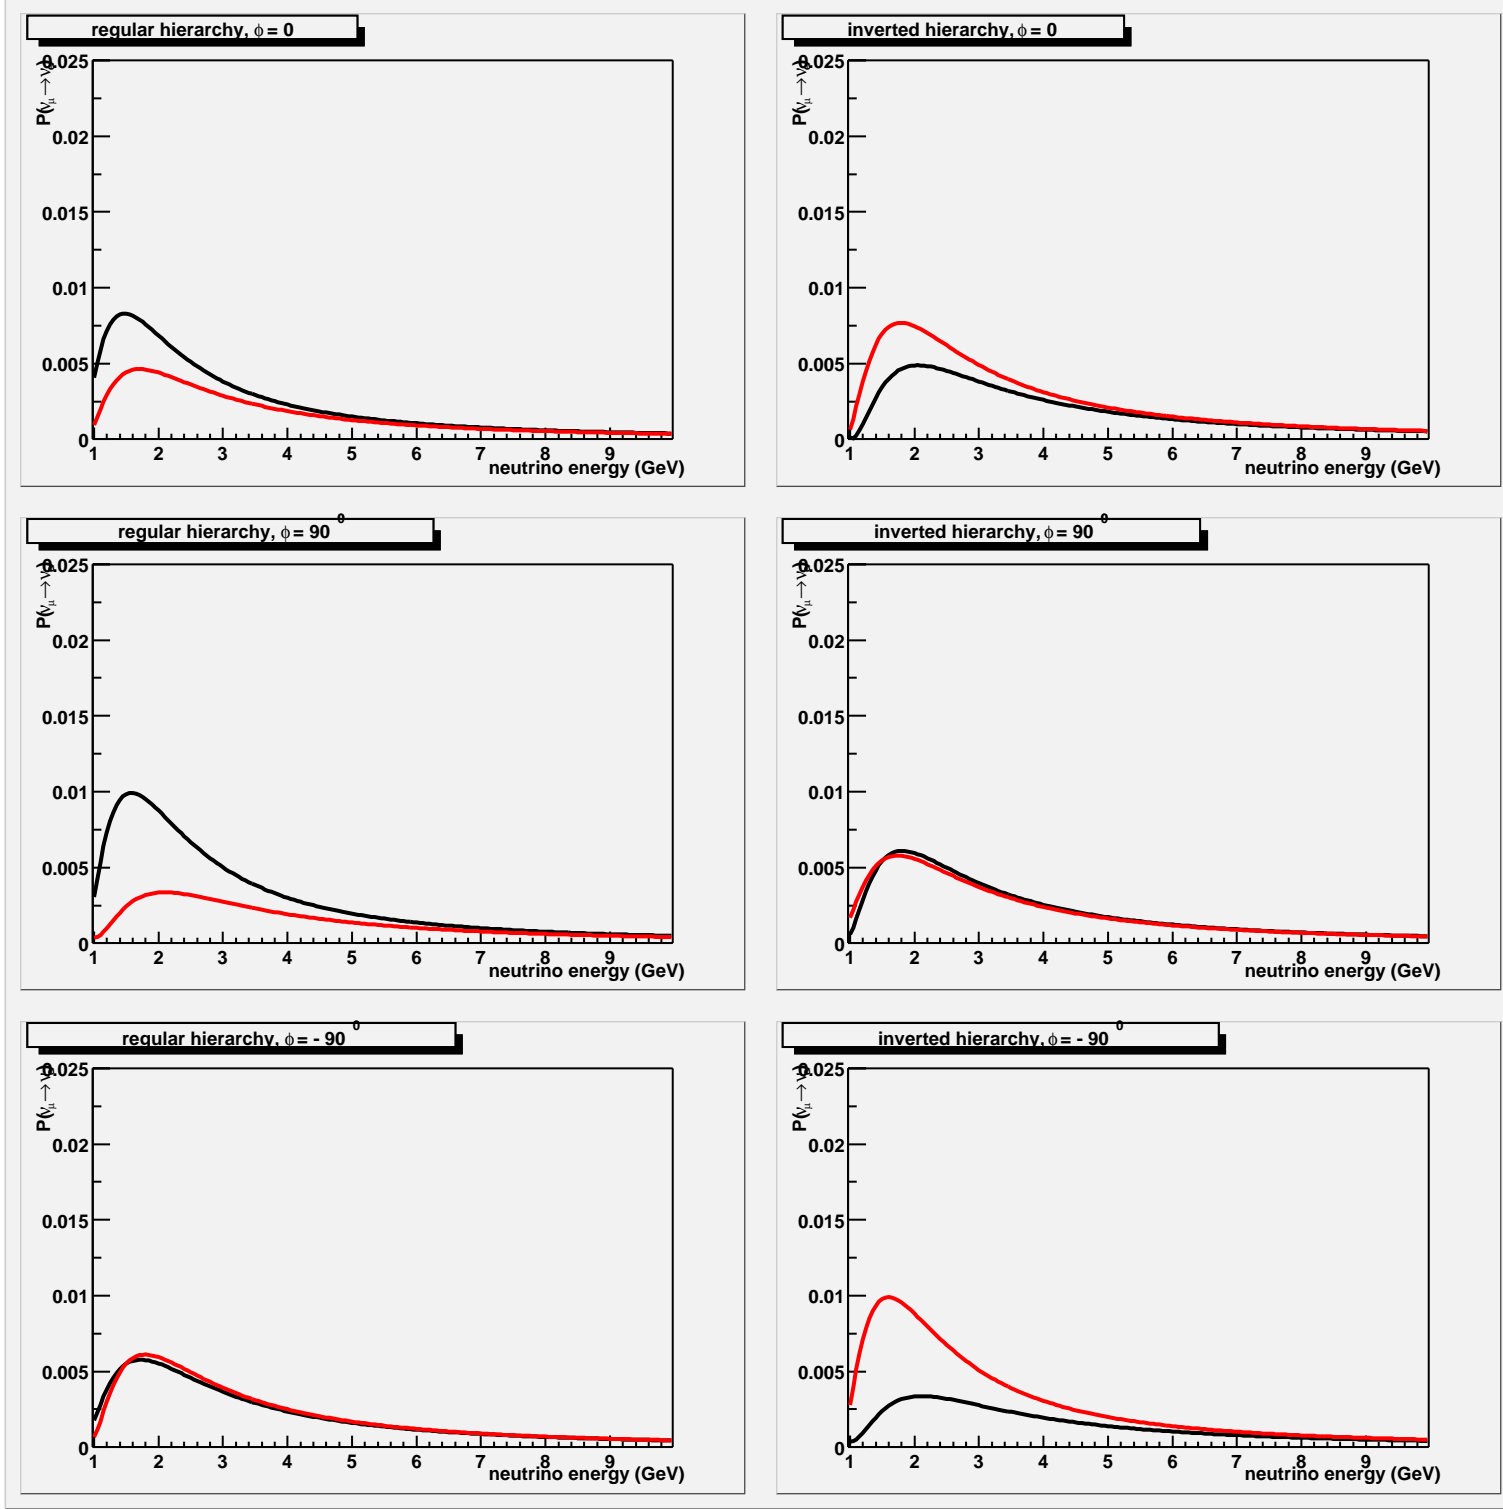 regular hierarchy, ϕ = 0
P(νμ→νe)
0.025
0.02
0.015
0.01
0.005
0
1 2 3 4 5 6 7 8 9
neutrino energy (GeV)
inverted hierarchy, ϕ = 0
P(νμ→νe)
0.025
0.02
0.015
0.01
0.005
0
1 2 3 4 5 6 7 8 9
neutrino energy (GeV)
regular hierarchy, ϕ = 90 0
P(νμ→νe)
0.025
0.02
0.015
0.01
0.005
0
1 2 3 4 5 6 7 8 9
neutrino energy (GeV)
inverted hierarchy, ϕ = 90 0
P(νμ→νe)
0.025
0.02
0.015
0.01
0.005
0
1 2 3 4 5 6 7 8 9
neutrino energy (GeV)
regular hierarchy, ϕ = - 90 0
P(νμ→νe)
0.025
0.02
0.015
0.01
0.005
0
1 2 3 4 5 6 7 8 9
neutrino energy (GeV)
inverted hierarchy, ϕ = - 90 0
P(νμ→νe)
0.025
0.02
0.015
0.01
0.005
0
1 2 3 4 5 6 7 8 9
neutrino energy (GeV)